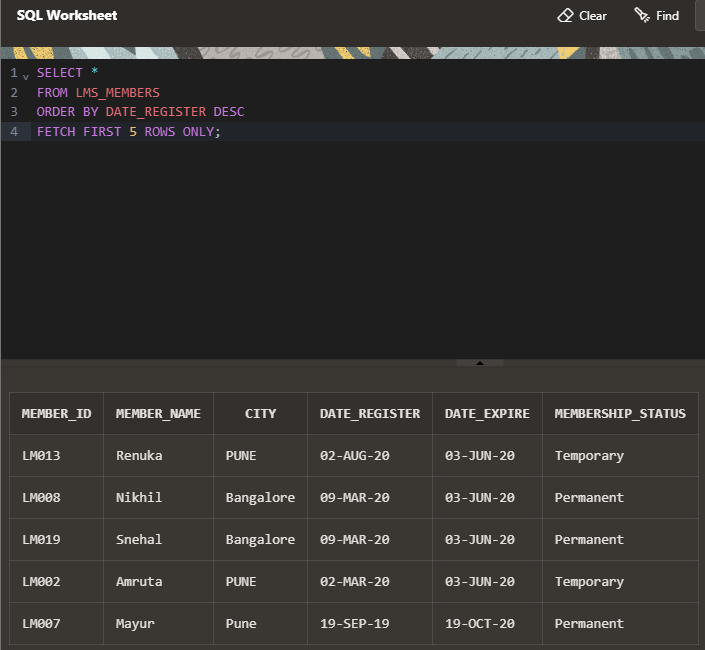 SQL Worksheet
Clear
Find
1 SELECT *
2 FROM LMS_MEMBERS
3 ORDER BY DATE_REGISTER DESC
4 FETCH FIRST 5 ROWS ONLY;
MEMBER_ID MEMBER_NAME CITY DATE_REGISTER DATE_EXPIRE MEMBERSHIP_STATUS
LM013 Renuka PUNE 02-AUG-20 03-JUN-20 Temporary
LM008 Nikhil Bangalore 09-MAR-20 03-JUN-20 Permanent
LM019 Snehal Bangalore 09-MAR-20 03-JUN-20 Permanent
LM002 Amruta PUNE 02-MAR-20 03-JUN-20 Temporary
LM007 Mayur Pune 19-SEP-19 19-OCT-20 Permanent